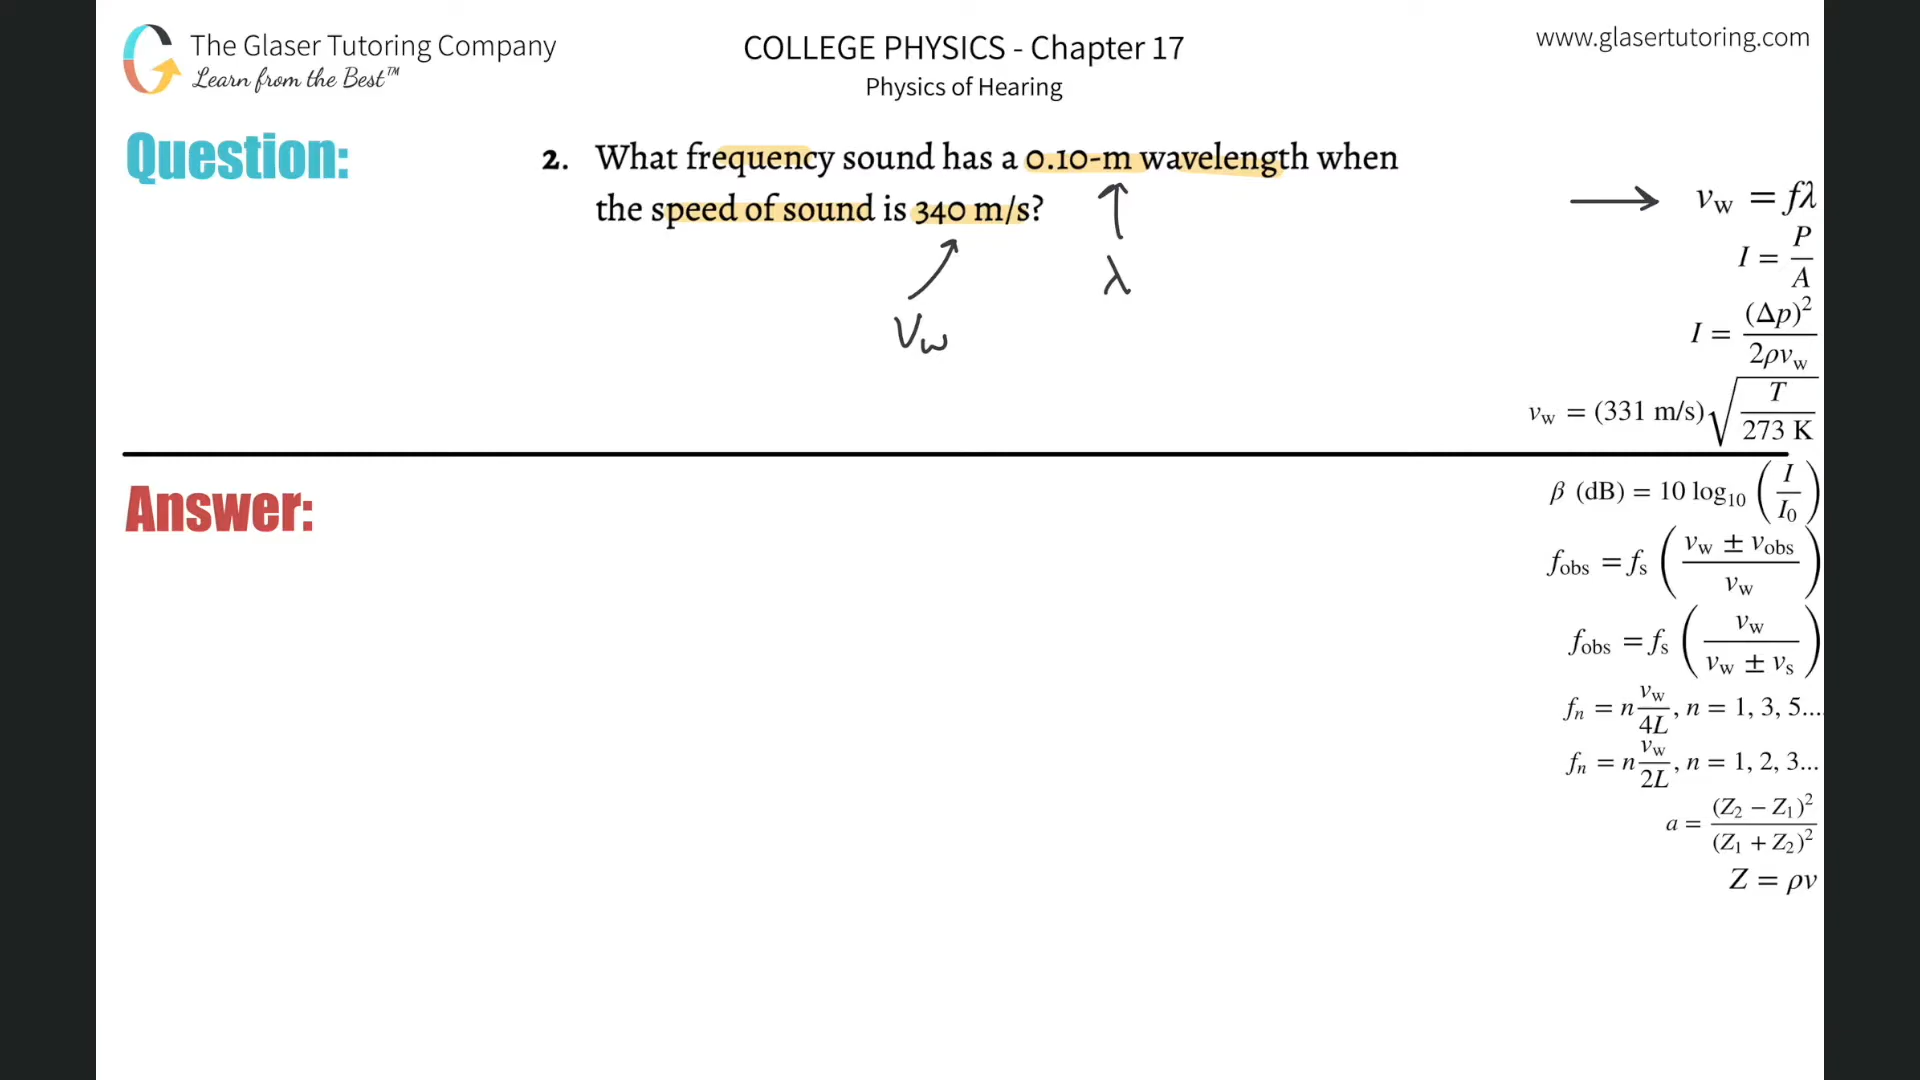 The Glaser Tutoring Company
Learn from the Best™
COLLEGE PHYSICS - Chapter 17
Physics of Hearing
www.glasertutoring.com
Question:
2. What frequency sound has a 0.10-m wavelength when
the speed of sound is 340 m/s?
λ
Vw
→ vw = fλ
I = P/A
I = (Δp)²/2ρvw
vw = (331 m/s)√(T/273 K)
Answer:
β (dB) = 10 log₁₀ (I/I₀)
fobs = fs ((vw ± vobs)/vw)
fobs = fs (vw/(vw ± vs))
fn = n vw/4L, n = 1, 3, 5...
fn = n vw/2L, n = 1, 2, 3...
a = (Z₂ − Z₁)²/(Z₁ + Z₂)²
Z = ρv